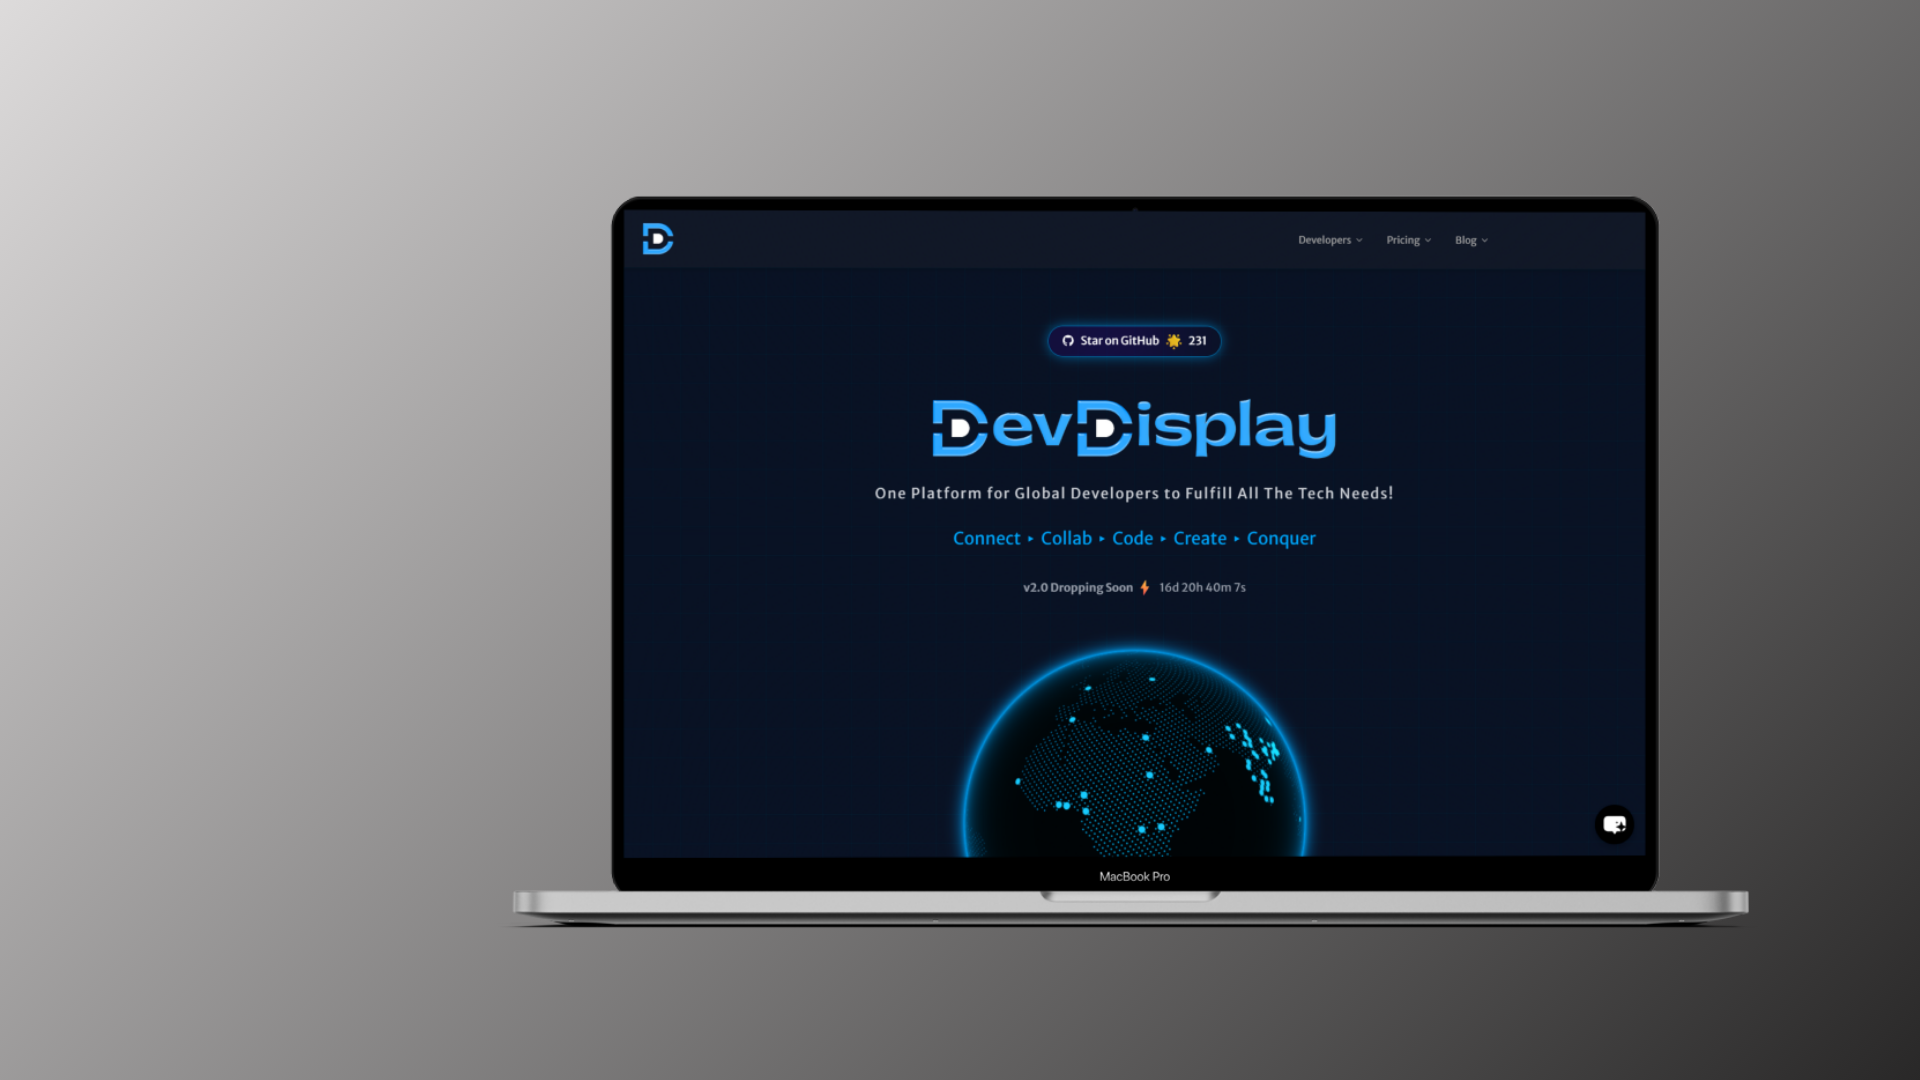 Developers Pricing Blog
Star on GitHub 231
DevDisplay
One Platform for Global Developers to Fulfill All The Tech Needs!
Connect ‣ Collab ‣ Code ‣ Create ‣ Conquer
v2.0 Dropping Soon ⚡ 16d 20h 40m 7s
MacBook Pro